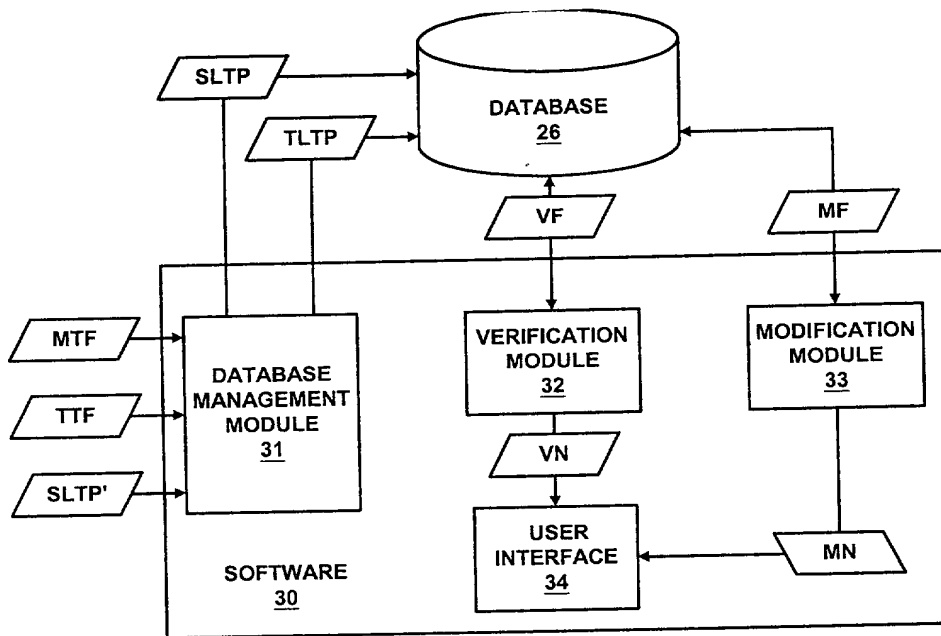 SLTP
DATABASE
26
TLTP
VF
MF
MTF
DATABASE
MANAGEMENT
MODULE
31
VERIFICATION
MODULE
32
MODIFICATION
MODULE
33
TTF
VN
SLTP'
USER
INTERFACE
34
MN
SOFTWARE
30